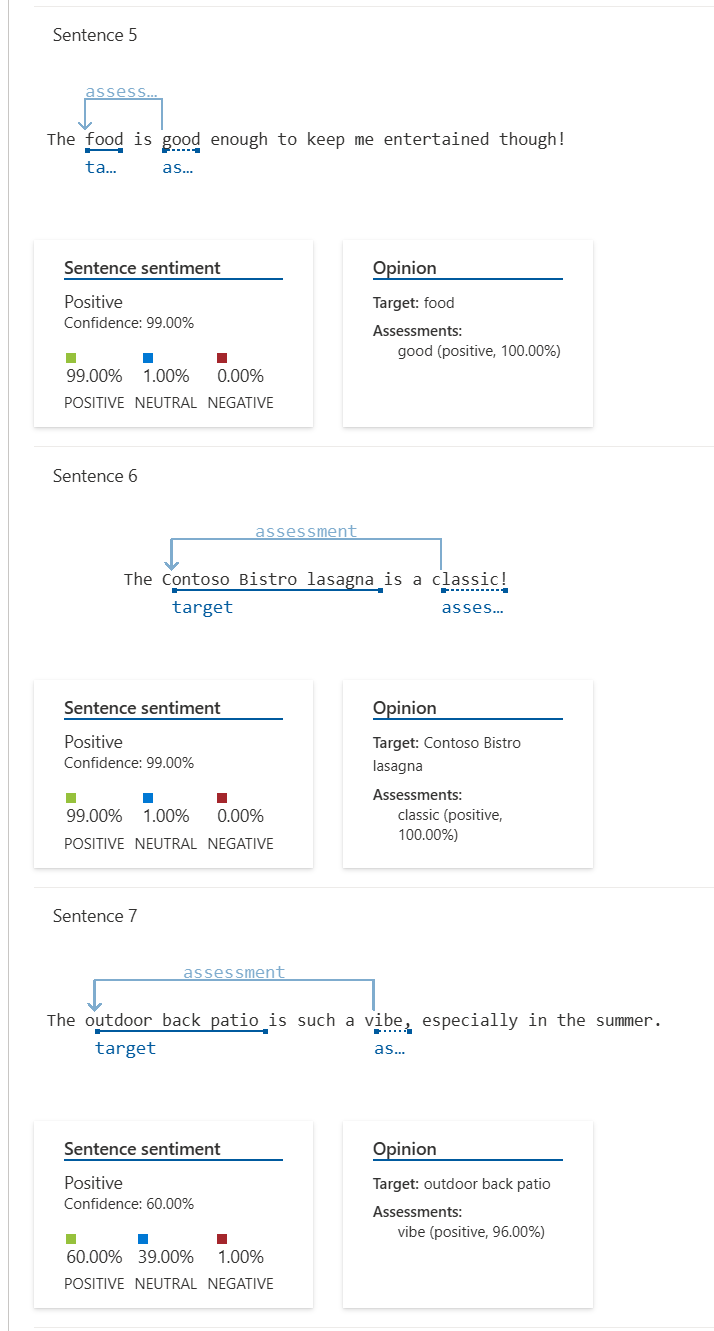 Sentence 5
assess...
The food is good enough to keep me entertained though!
ta... as...
Sentence sentiment
Positive
Confidence: 99.00%
99.00% 1.00% 0.00%
POSITIVE NEUTRAL NEGATIVE
Opinion
Target: food
Assessments:
good (positive, 100.00%)
Sentence 6
assessment
The Contoso Bistro lasagna is a classic!
target asses...
Sentence sentiment
Positive
Confidence: 99.00%
99.00% 1.00% 0.00%
POSITIVE NEUTRAL NEGATIVE
Opinion
Target: Contoso Bistro
lasagna
Assessments:
classic (positive,
100.00%)
Sentence 7
assessment
The outdoor back patio is such a vibe, especially in the summer.
target as...
Sentence sentiment
Positive
Confidence: 60.00%
60.00% 39.00% 1.00%
POSITIVE NEUTRAL NEGATIVE
Opinion
Target: outdoor back patio
Assessments:
vibe (positive, 96.00%)